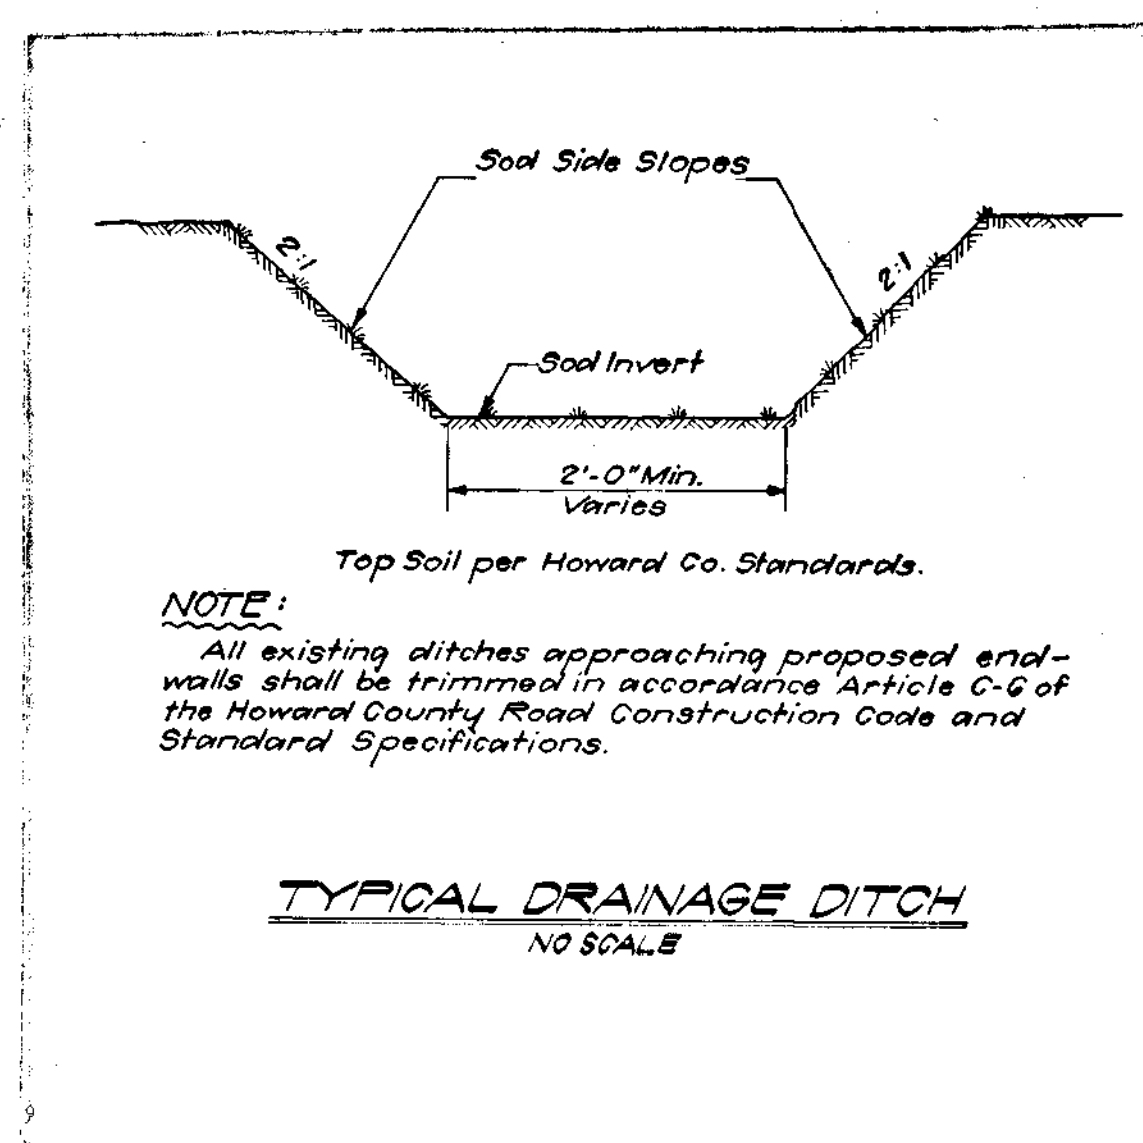 Sod Side Slopes
2:1
2:1
Sod Invert
2'-0" Min.
Varies
Top Soil per Howard Co. Standards.
NOTE:
All existing ditches approaching proposed end-
walls shall be trimmed in accordance Article C-6 of
the Howard County Road Construction Code and
Standard Specifications.
TYPICAL DRAINAGE DITCH
NO SCALE